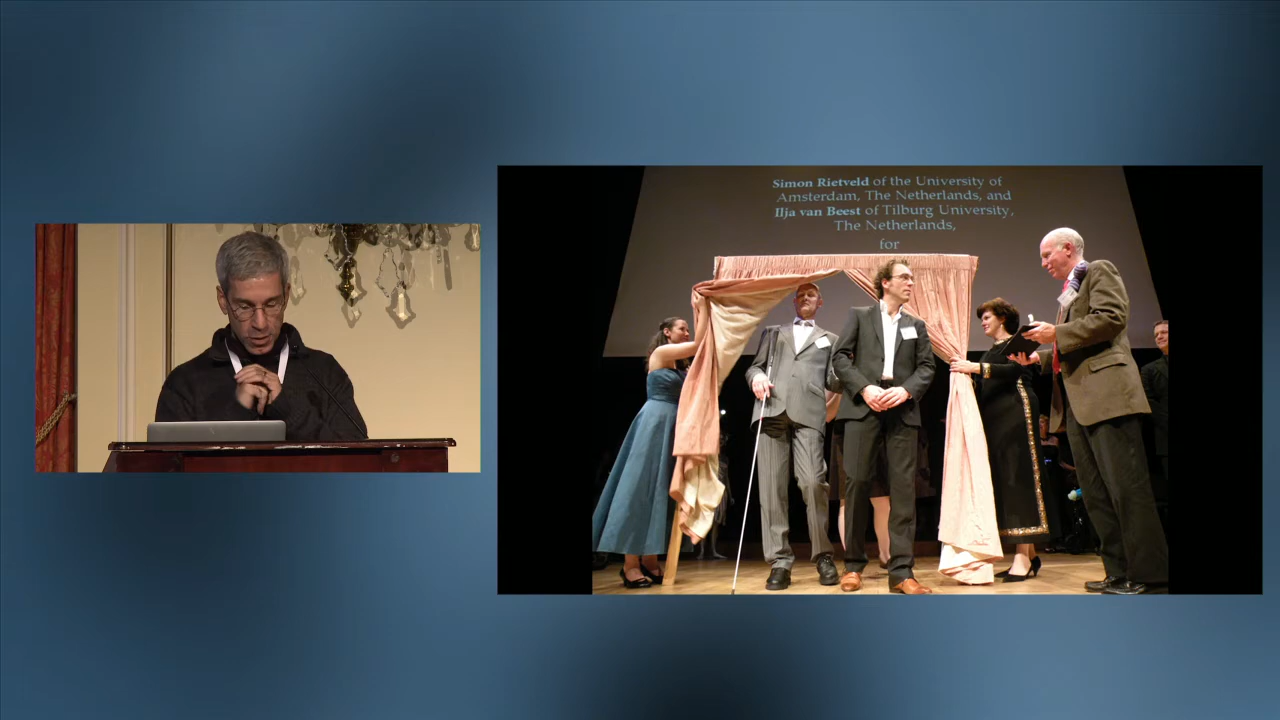 Simon Rietveld of the University of
Amsterdam, The Netherlands, and
Ilja van Beest of Tilburg University,
The Netherlands,
for